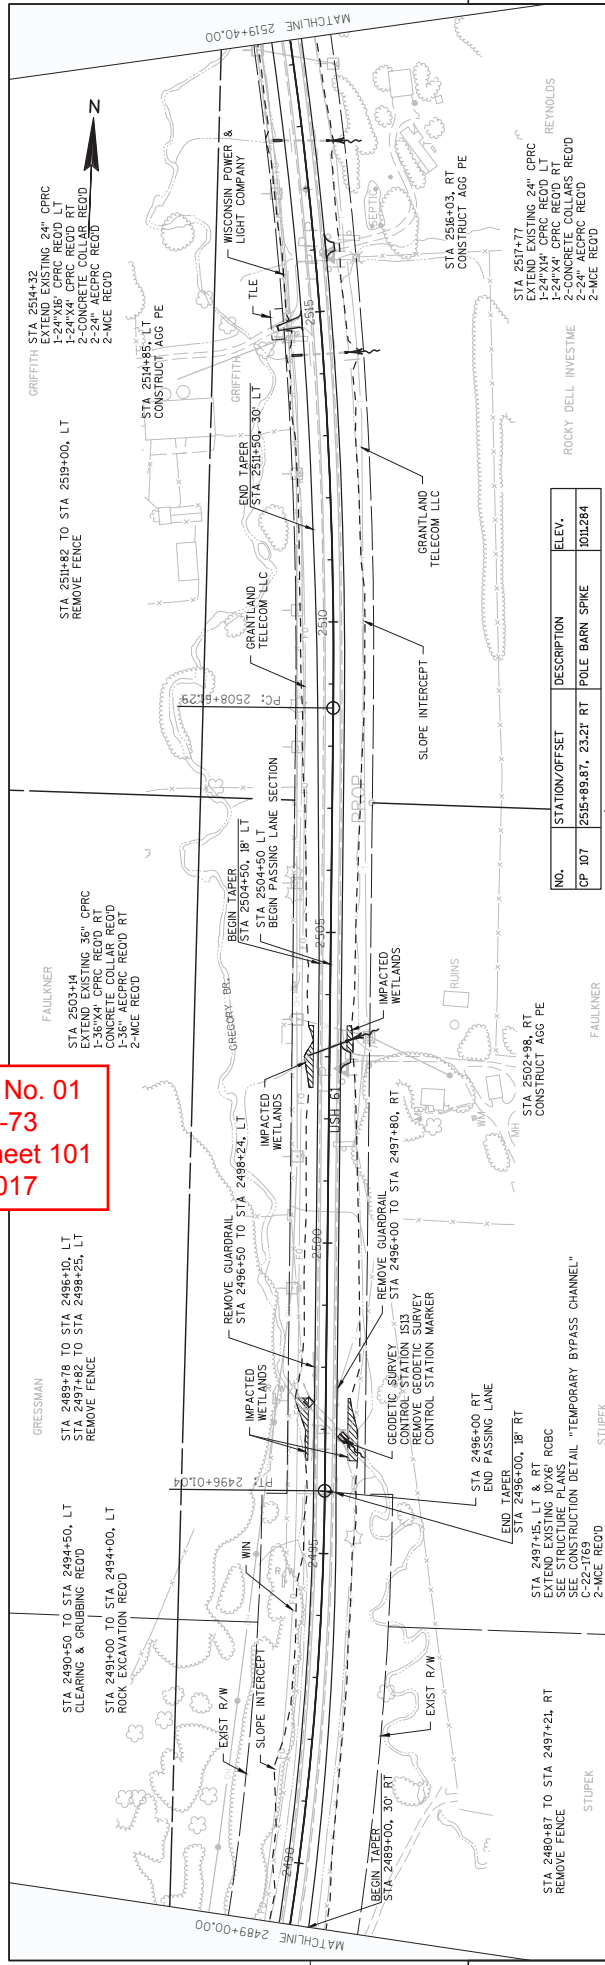 MATCHLINE 2489+00.00
MATCHLINE 2519+40.00
N
GRESSMAN
FAULKNER
GRIFFITH
STA 2490+50 TO STA 2494+50, LT
CLEARING & GRUBBING REQ'D
STA 2491+00 TO STA 2494+00, LT
ROCK EXCAVATION REQ'D
STA 2489+78 TO STA 2496+10, LT
STA 2497+82 TO STA 2498+25, LT
REMOVE FENCE
No. 01
-73
heet 101
017
STA 2503+14
EXTEND EXISTING 36" CPRC
1-36"X4' CPRC REQ'D RT
CONCRETE COLLAR REQ'D
1-36" AECPRC REQ'D RT
2-MCE REQ'D
STA 2511+82 TO STA 2519+00, LT
REMOVE FENCE
STA 2514+32
EXTEND EXISTING 24" CPRC
1-24"X16' CPRC REQ'D LT
1-24"X4' CPRC REQ'D RT
2-CONCRETE COLLAR REQ'D
2-24" AECPRC REQ'D
2-MCE REQ'D
STA 2514+85, LT
CONSTRUCT AGG PE
GRIFFITH
WISCONSIN POWER &
LIGHT COMPANY
TLE
END TAPER
STA 2511+50, 30' LT
GRANTLAND
TELECOM LLC
PC: 2508+61.29
BEGIN TAPER
STA 2504+50, 18' LT
STA 2504+50 LT
BEGIN PASSING LANE SECTION
GREGORY BR.
IMPACTED
WETLANDS
REMOVE GUARDRAIL
STA 2496+50 TO STA 2498+24, LT
IMPACTED
WETLANDS
PT: 2496+01.04
WIN
SLOPE INTERCEPT
EXIST R/W
2490
2495
2500
2505
2510
2515
USH 61
PROP
BEGIN TAPER
STA 2489+00, 30' RT
EXIST R/W
STA 2496+00 RT
END PASSING LANE
END TAPER
STA 2496+00, 18' RT
GEODETIC SURVEY
CONTROL STATION 1S13
REMOVE GEODETIC SURVEY
CONTROL STATION MARKER
REMOVE GUARDRAIL
STA 2496+00 TO STA 2497+80, RT
IMPACTED
WETLANDS
RUINS
MH
WM
SLOPE INTERCEPT
GRANTLAND
TELECOM LLC
SEPTIC
STA 2516+03, RT
CONSTRUCT AGG PE
STA 2502+98, RT
CONSTRUCT AGG PE
STA 2480+87 TO STA 2497+21, RT
REMOVE FENCE
STUPEK
STA 2497+15, LT & RT
EXTEND EXISTING 10'X6' RCBC
SEE STRUCTURE PLANS
SEE CONSTRUCTION DETAIL "TEMPORARY BYPASS CHANNEL"
C-22-1769
2-MCE REQ'D
STUPEK
FAULKNER
ROCKY DELL INVESTME
REYNOLDS
STA 2517+77
EXTEND EXISTING 24" CPRC
1-24"X14' CPRC REQ'D LT
1-24"X4' CPRC REQ'D RT
2-CONCRETE COLLARS REQ'D
2-24" AECPRC REQ'D
2-MCE REQ'D
NO. STATION/OFFSET DESCRIPTION ELEV.
CP 107 2515+89.87, 23.21' RT POLE BARN SPIKE 1011.284